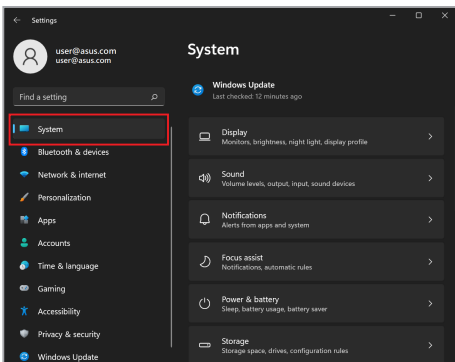 Settings
user@asus.com
user@asus.com
Find a setting
System
Bluetooth & devices
Network & internet
Personalization
Apps
Accounts
Time & language
Gaming
Accessibility
Privacy & security
Windows Update
System
Windows Update
Last checked: 12 minutes ago
Display
Monitors, brightness, night light, display profile
Sound
Volume levels, output, input, sound devices
Notifications
Alerts from apps and system
Focus assist
Notifications, automatic rules
Power & battery
Sleep, battery usage, battery saver
Storage
Storage space, drives, configuration rules